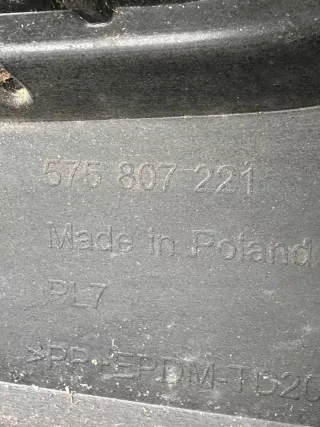 575 807 221
Made in Poland
PL7
>PP+EPDM-TD20